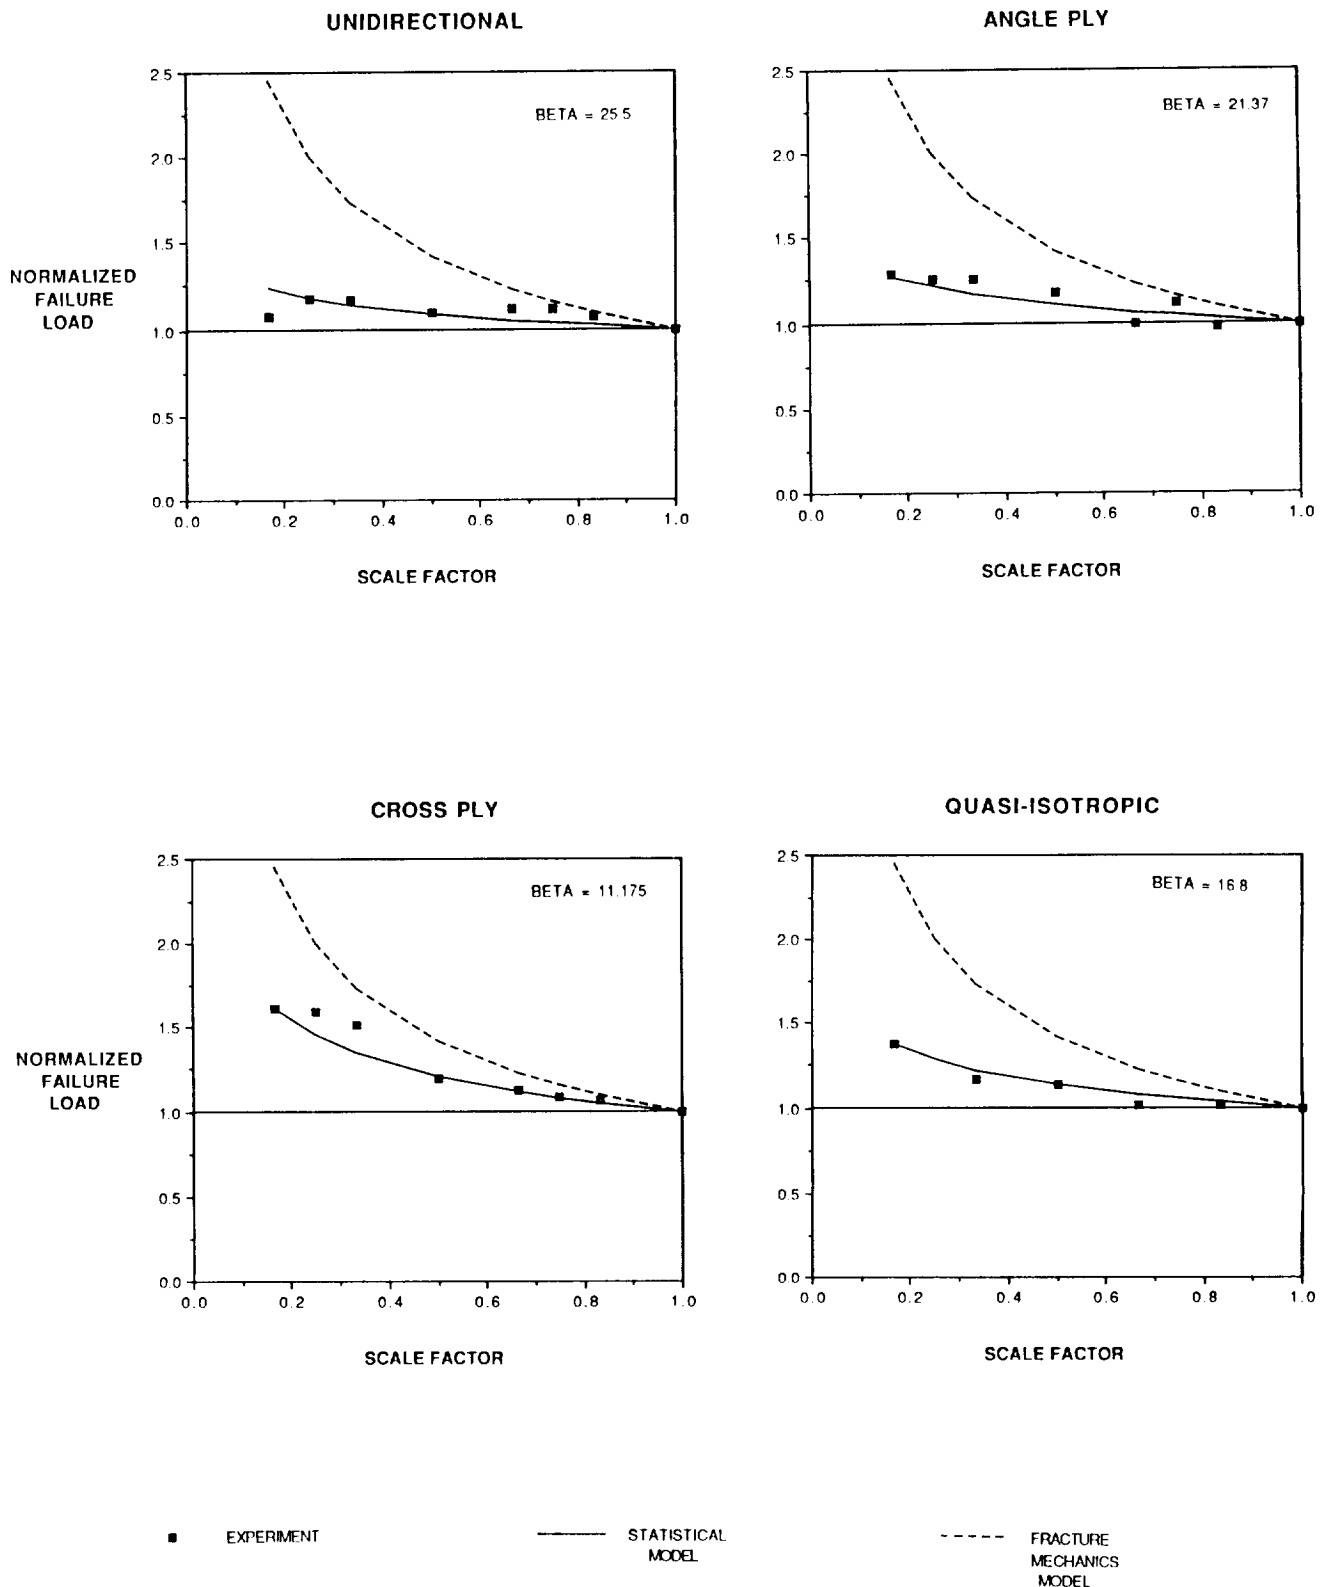 UNIDIRECTIONAL
ANGLE PLY
2.5
2.0
1.5
1.0
0.5
0.0
0.0 0.2 0.4 0.6 0.8 1.0
BETA = 25.5
NORMALIZED
FAILURE
LOAD
SCALE FACTOR
2.5
2.0
1.5
1.0
0.5
0.0
0.0 0.2 0.4 0.6 0.8 1.0
BETA = 21.37
SCALE FACTOR
CROSS PLY
QUASI-ISOTROPIC
2.5
2.0
1.5
1.0
0.5
0.0
0.0 0.2 0.4 0.6 0.8 1.0
BETA = 11.175
NORMALIZED
FAILURE
LOAD
SCALE FACTOR
2.5
2.0
1.5
1.0
0.5
0.0
0.0 0.2 0.4 0.6 0.8 1.0
BETA = 16.8
SCALE FACTOR
EXPERIMENT
STATISTICAL
MODEL
FRACTURE
MECHANICS
MODEL